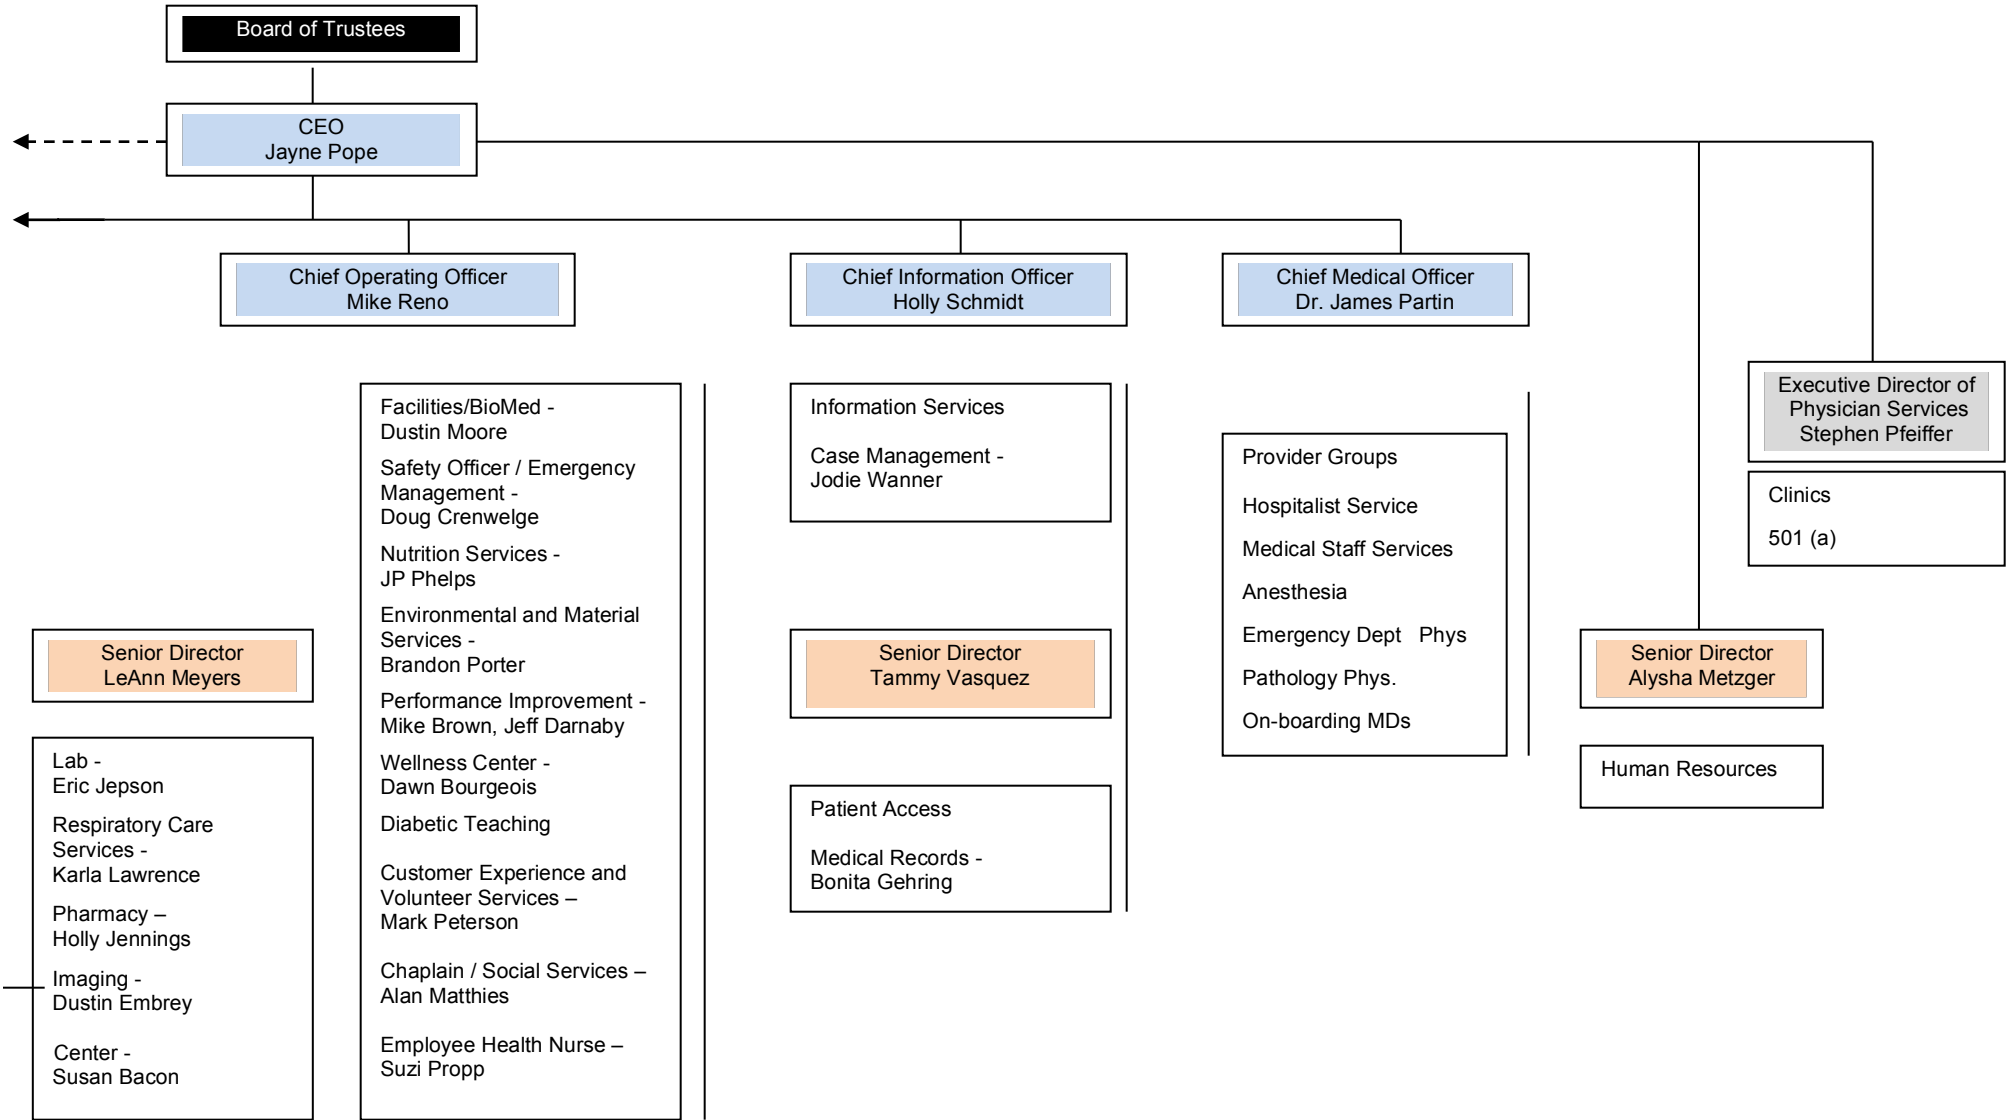 Board of Trustees
CEO
Jayne Pope
Chief Operating Officer
Mike Reno
Chief Information Officer
Holly Schmidt
Chief Medical Officer
Dr. James Partin
Executive Director of
Physician Services
Stephen Pfeiffer
Clinics
501 (a)
Senior Director
LeAnn Meyers
Lab -
Eric Jepson
Respiratory Care
Services -
Karla Lawrence
Pharmacy –
Holly Jennings
Imaging -
Dustin Embrey
Center -
Susan Bacon
Facilities/BioMed -
Dustin Moore
Safety Officer / Emergency
Management -
Doug Crenwelge
Nutrition Services -
JP Phelps
Environmental and Material
Services -
Brandon Porter
Performance Improvement -
Mike Brown, Jeff Darnaby
Wellness Center -
Dawn Bourgeois
Diabetic Teaching
Customer Experience and
Volunteer Services –
Mark Peterson
Chaplain / Social Services –
Alan Matthies
Employee Health Nurse –
Suzi Propp
Information Services
Case Management -
Jodie Wanner
Senior Director
Tammy Vasquez
Patient Access
Medical Records -
Bonita Gehring
Provider Groups
Hospitalist Service
Medical Staff Services
Anesthesia
Emergency Dept Phys
Pathology Phys.
On-boarding MDs
Senior Director
Alysha Metzger
Human Resources